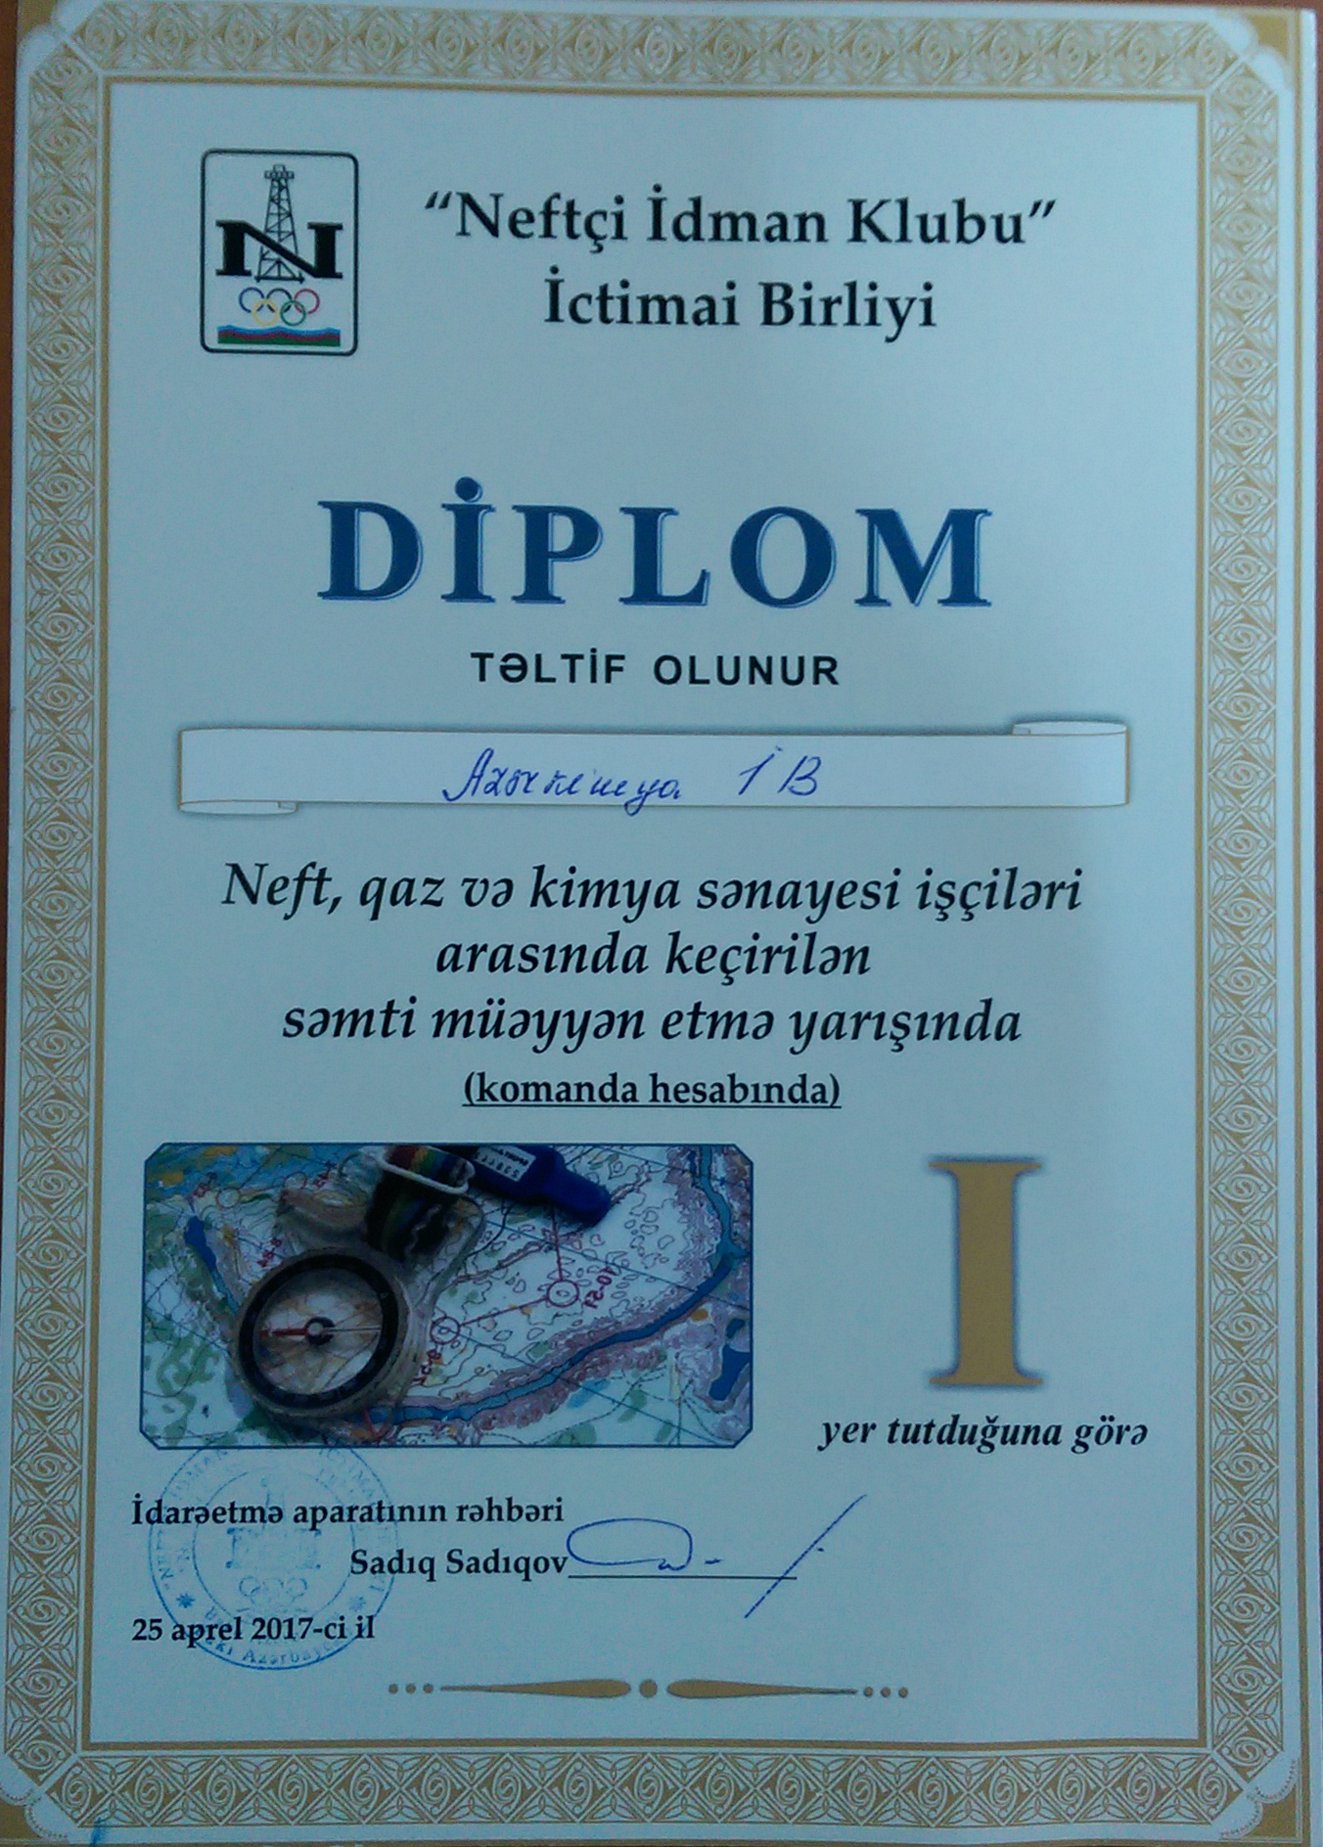 N
“Neftçi İdman Klubu”
İctimai Birliyi
DİPLOM
TƏLTİF OLUNUR
Azərkimya İB
Neft, qaz və kimya sənayesi işçiləri
arasında keçirilən
səmti müəyyən etmə yarışında
(komanda hesabında)
I
yer tutduğuna görə
İdarəetmə aparatının rəhbəri
Sadıq Sadıqov
25 aprel 2017-ci il